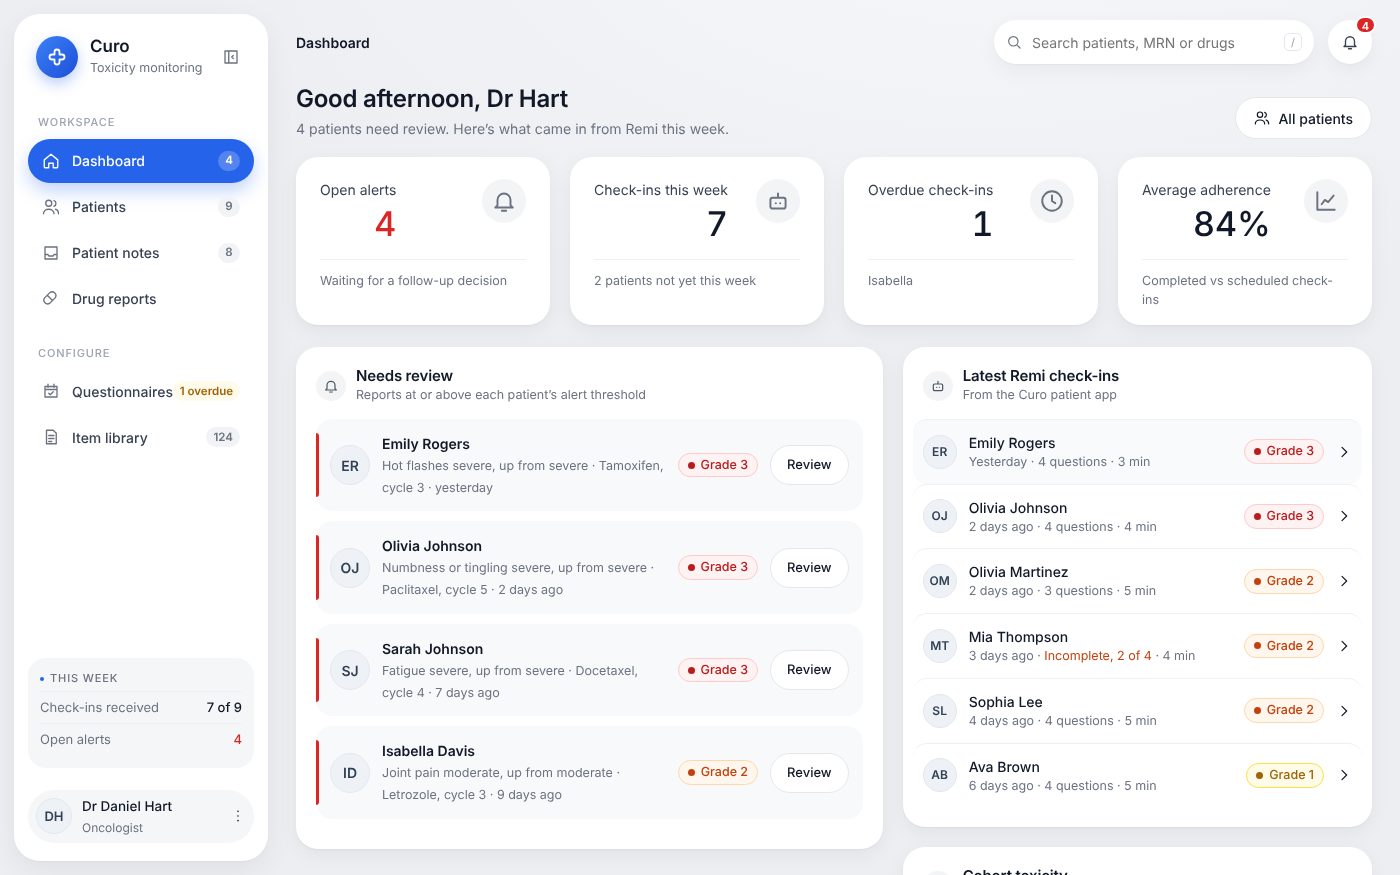 Curo
Toxicity monitoring
WORKSPACE
Dashboard 4
Patients 9
Patient notes 8
Drug reports
CONFIGURE
Questionnaires 1 overdue
Item library 124
THIS WEEK
Check-ins received 7 of 9
Open alerts 4
DH
Dr Daniel Hart
Oncologist
Dashboard
Search patients, MRN or drugs /
4
Good afternoon, Dr Hart
4 patients need review. Here’s what came in from Remi this week.
All patients
Open alerts
4
Waiting for a follow-up decision
Check-ins this week
7
2 patients not yet this week
Overdue check-ins
1
Isabella
Average adherence
84%
Completed vs scheduled check-
ins
Needs review
Reports at or above each patient’s alert threshold
ER
Emily Rogers
Hot flashes severe, up from severe · Tamoxifen,
cycle 3 · yesterday
Grade 3
Review
OJ
Olivia Johnson
Numbness or tingling severe, up from severe ·
Paclitaxel, cycle 5 · 2 days ago
Grade 3
Review
SJ
Sarah Johnson
Fatigue severe, up from severe · Docetaxel,
cycle 4 · 7 days ago
Grade 3
Review
ID
Isabella Davis
Joint pain moderate, up from moderate ·
Letrozole, cycle 3 · 9 days ago
Grade 2
Review
Latest Remi check-ins
From the Curo patient app
ER
Emily Rogers
Yesterday · 4 questions · 3 min
Grade 3
OJ
Olivia Johnson
2 days ago · 4 questions · 4 min
Grade 3
OM
Olivia Martinez
2 days ago · 3 questions · 5 min
Grade 2
MT
Mia Thompson
3 days ago · Incomplete, 2 of 4 · 4 min
Grade 2
SL
Sophia Lee
4 days ago · 4 questions · 5 min
Grade 2
AB
Ava Brown
6 days ago · 4 questions · 5 min
Grade 1
Cohort toxicity